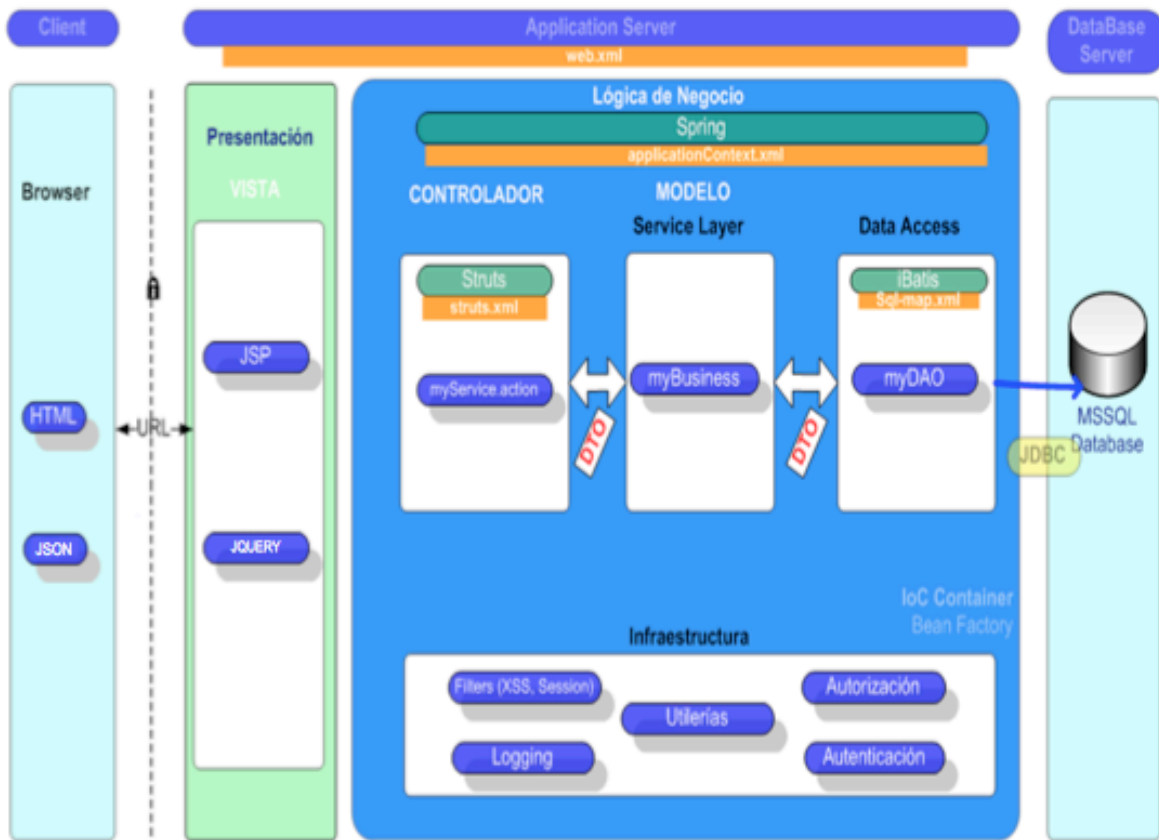 Client
Application Server
DataBase
Server
web.xml
Lógica de Negocio
Spring
applicationContext.xml
Presentación
VISTA
Browser
CONTROLADOR
MODELO
Service Layer
Data Access
Struts
struts.xml
iBatis
Sql-map.xml
JSP
myService.action
myBusiness
myDAO
HTML
URL
DTO
DTO
MSSQL
Database
JDBC
JSON
JQUERY
IoC Container
Bean Factory
Infraestructura
Filters (XSS, Session)
Autorización
Utilerías
Logging
Autenticación